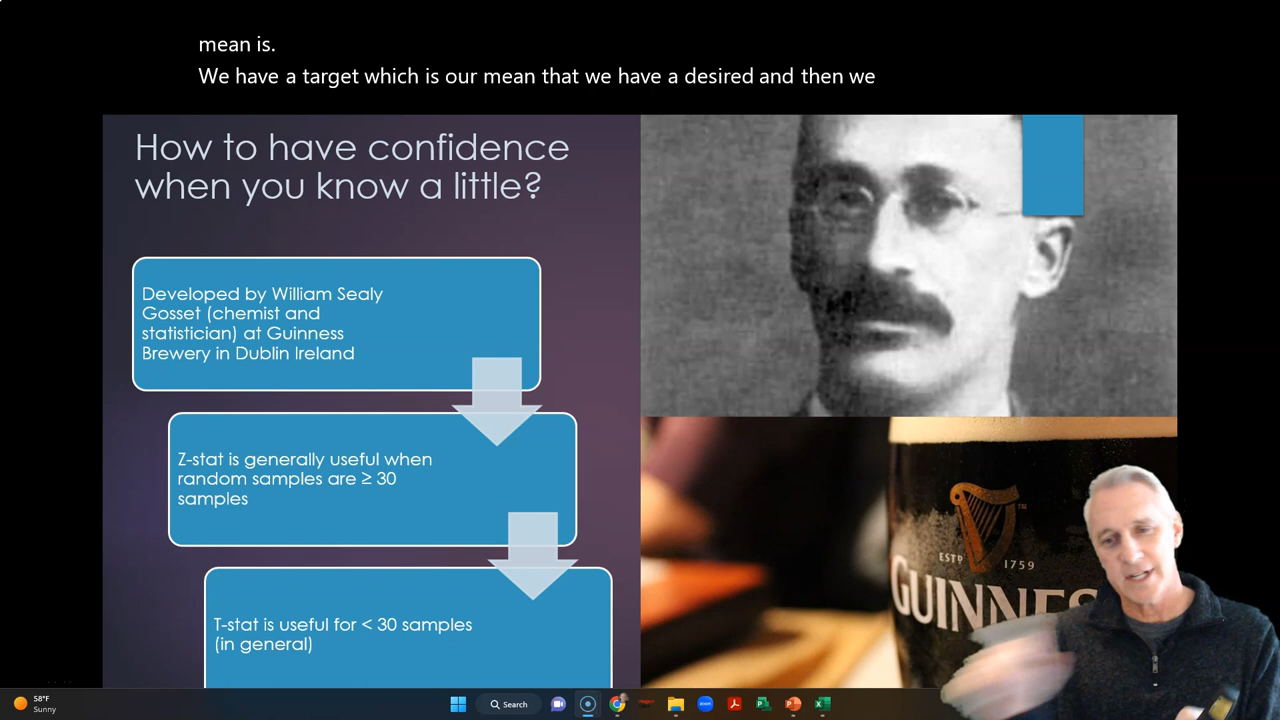 mean is.
We have a target which is our mean that we have a desired and then we
How to have confidence
when you know a little?
Developed by William Sealy
Gosset (chemist and
statistician) at Guinness
Brewery in Dublin Ireland
Z-stat is generally useful when
random samples are ≥ 30
samples
T-stat is useful for < 30 samples
(in general)
ESTD 1759
GUINNES
TM
58°F
Sunny
Search
zoom